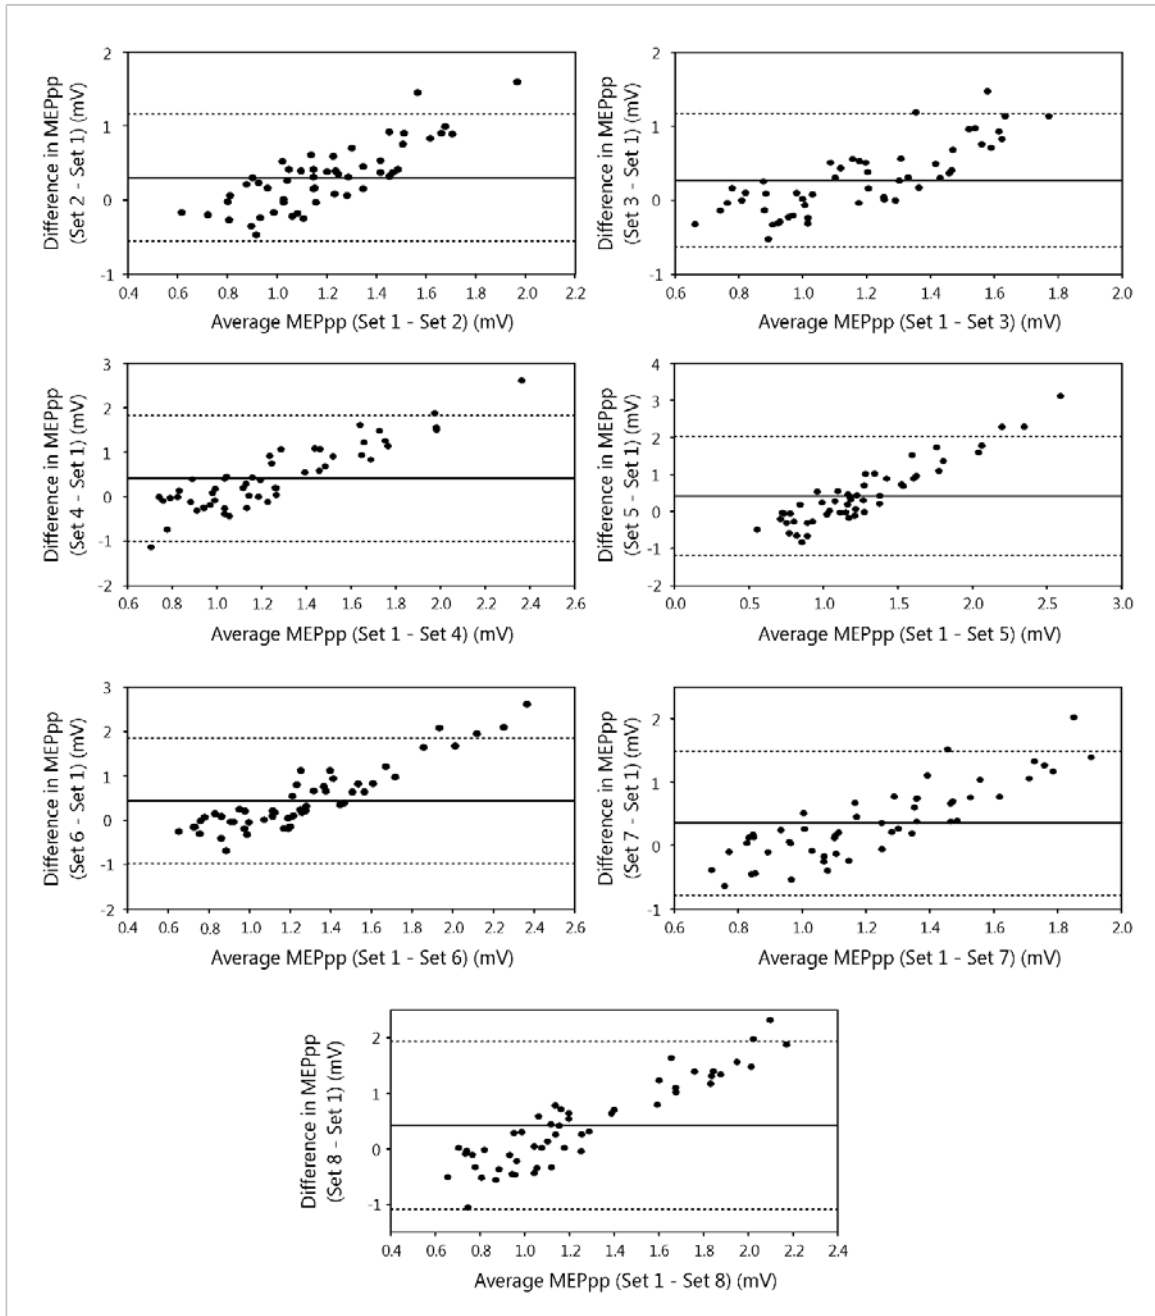 Difference in MEPpp
(Set 2 - Set 1) (mV)
2
1
0
-1
0.4 0.6 0.8 1.0 1.2 1.4 1.6 1.8 2.0 2.2
Average MEPpp (Set 1 - Set 2) (mV)
Difference in MEPpp
(Set 3 - Set 1) (mV)
2
1
0
-1
0.6 0.8 1.0 1.2 1.4 1.6 1.8 2.0
Average MEPpp (Set 1 - Set 3) (mV)
Difference in MEPpp
(Set 4 - Set 1) (mV)
3
2
1
0
-1
-2
0.6 0.8 1.0 1.2 1.4 1.6 1.8 2.0 2.2 2.4 2.6
Average MEPpp (Set 1 - Set 4) (mV)
Difference in MEPpp
(Set 5 - Set 1) (mV)
4
3
2
1
0
-1
-2
0.0 0.5 1.0 1.5 2.0 2.5 3.0
Average MEPpp (Set 1 - Set 5) (mV)
Difference in MEPpp
(Set 6 - Set 1) (mV)
3
2
1
0
-1
-2
0.4 0.6 0.8 1.0 1.2 1.4 1.6 1.8 2.0 2.2 2.4 2.6
Average MEPpp (Set 1 - Set 6) (mV)
Difference in MEPpp
(Set 7 - Set 1) (mV)
2
1
0
-1
0.6 0.8 1.0 1.2 1.4 1.6 1.8 2.0
Average MEPpp (Set 1 - Set 7) (mV)
Difference in MEPpp
(Set 8 - Set 1) (mV)
2
1
0
-1
0.4 0.6 0.8 1.0 1.2 1.4 1.6 1.8 2.0 2.2 2.4
Average MEPpp (Set 1 - Set 8) (mV)